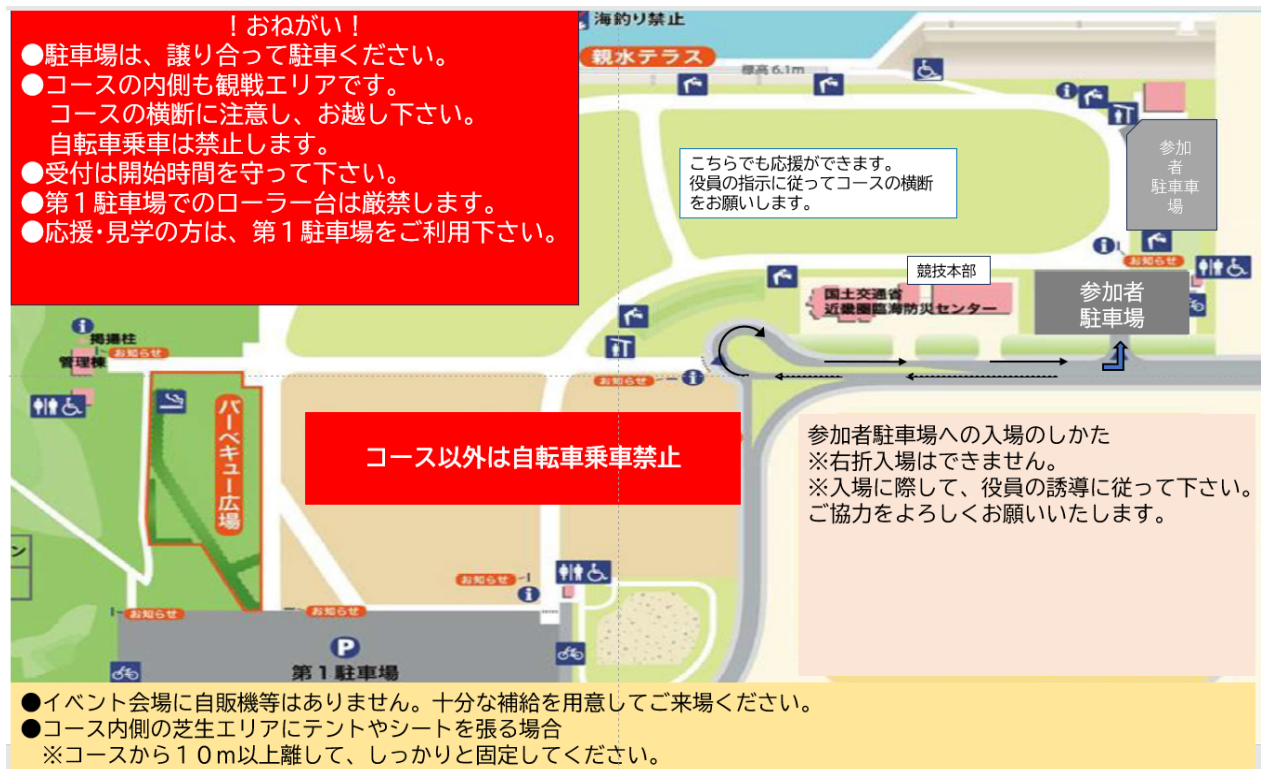 ！おねがい！
●駐車場は、譲り合って駐車ください。
●コースの内側も観戦エリアです。
コースの横断に注意し、お越し下さい。
自転車乗車は禁止します。
●受付は開始時間を守って下さい。
●第１駐車場でのローラー台は厳禁します。
●応援・見学の方は、第１駐車場をご利用下さい。
海釣り禁止
親水テラス
標高 6.1m
こちらでも応援ができます。
役員の指示に従ってコースの横断
をお願いします。
参加
者
駐車車
場
お知らせ
競技本部
国土交通省
近畿圏臨海防災センター
参加者
駐車場
掲揚柱
お知らせ
管理棟
お知らせ
バーベキュー広場
コース以外は自転車乗車禁止
参加者駐車場への入場のしかた
※右折入場はできません。
※入場に際して、役員の誘導に従って下さい。
ご協力をよろしくお願いいたします。
ン
お知らせ
お知らせ
お知らせ
P
第１駐車場
●イベント会場に自販機等はありません。十分な補給を用意してご来場ください。
●コース内側の芝生エリアにテントやシートを張る場合
※コースから１０ｍ以上離して、しっかりと固定してください。